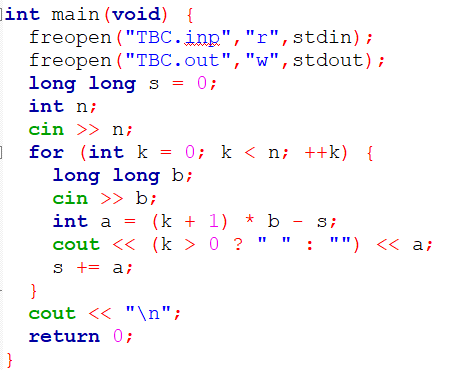 int main(void) {
freopen("TBC.inp","r",stdin);
freopen("TBC.out","w",stdout);
long long s = 0;
int n;
cin >> n;
for (int k = 0; k < n; ++k) {
long long b;
cin >> b;
int a = (k + 1) * b - s;
cout << (k > 0 ? " " : "") << a;
s += a;
}
cout << "\n";
return 0;
}